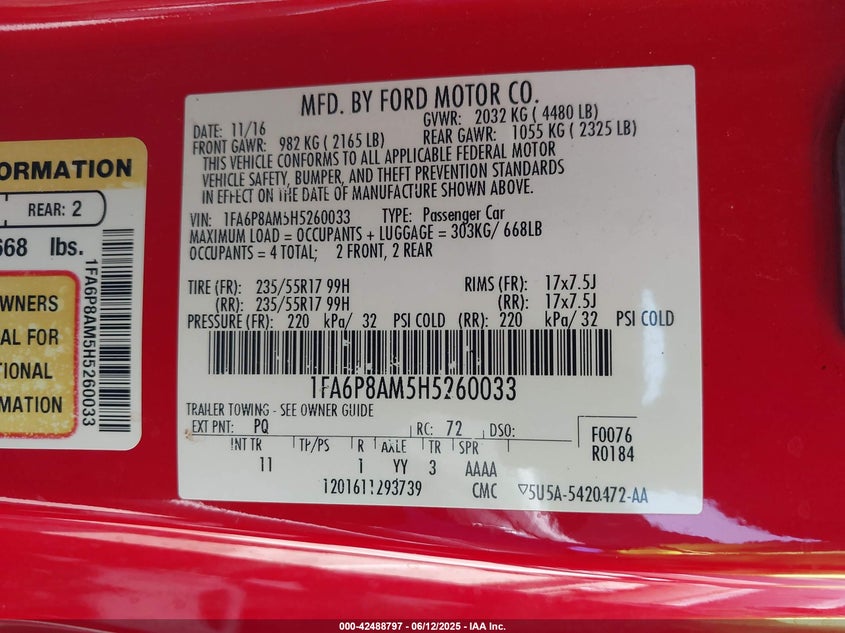 ORMATION
REAR: 2
668 lbs.
1FA6P8AM5H5260033
WNERS
AL FOR
TIONAL
MATION
MFD. BY FORD MOTOR CO.
DATE: 11/16 GVWR: 2032 KG ( 4480 LB)
FRONT GAWR: 982 KG ( 2165 LB) REAR GAWR: 1055 KG ( 2325 LB)
THIS VEHICLE CONFORMS TO ALL APPLICABLE FEDERAL MOTOR
VEHICLE SAFETY, BUMPER, AND THEFT PREVENTION STANDARDS
IN EFFECT ON THE DATE OF MANUFACTURE SHOWN ABOVE.
VIN: 1FA6P8AM5H5260033 TYPE: Passenger Car
MAXIMUM LOAD = OCCUPANTS + LUGGAGE = 303KG/ 668LB
OCCUPANTS = 4 TOTAL; 2 FRONT, 2 REAR
TIRE (FR): 235/55R17 99H RIMS (FR): 17x7.5J
(RR): 235/55R17 99H (RR): 17x7.5J
PRESSURE (FR): 220 kPa/ 32 PSI COLD (RR): 220 kPa/ 32 PSI COLD
1FA6P8AM5H5260033
TRAILER TOWING - SEE OWNER GUIDE
EXT PNT: PQ RC: 72 DSO: F0076
INT TR TP/PS R AXLE TR SPR R0184
11 1 YY 3 AAAA
1201611293739 CMC ▽5U5A-5420472-AA
000-42488797 - 06/12/2025 - IAA Inc.